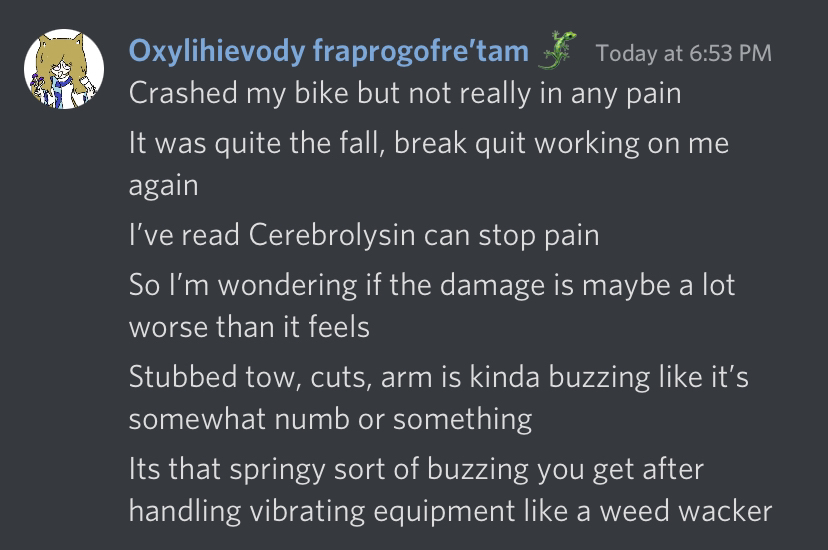 Oxylihievody fraprogofre'tam Today at 6:53 PM
Crashed my bike but not really in any pain
It was quite the fall, break quit working on me
again
I've read Cerebrolysin can stop pain
So I'm wondering if the damage is maybe a lot
worse than it feels
Stubbed tow, cuts, arm is kinda buzzing like it's
somewhat numb or something
Its that springy sort of buzzing you get after
handling vibrating equipment like a weed wacker